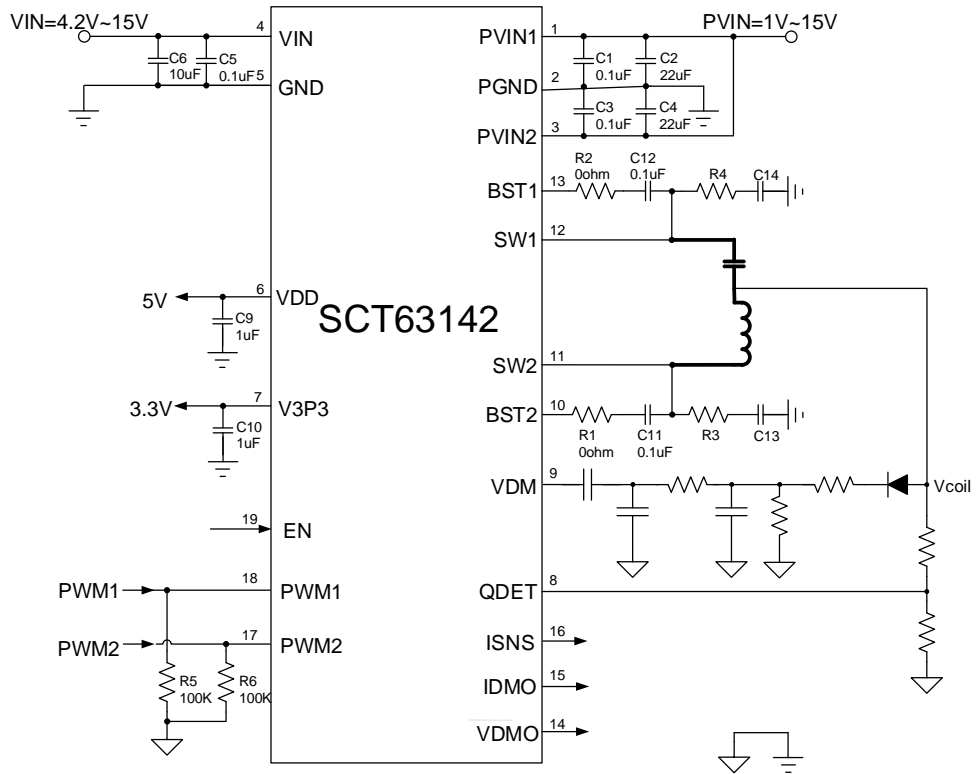 VIN=4.2V~15V
4
VIN
C6
10uF
C5
0.1uF
5
GND
PVIN1
1
PVIN=1V~15V
C1
0.1uF
C2
22uF
PGND
2
C3
0.1uF
C4
22uF
PVIN2
3
R2
0ohm
C12
0.1uF
R4
C14
BST1
13
SW1
12
5V
6
VDD
C9
1uF
SCT63142
SW2
11
3.3V
7
V3P3
C10
1uF
BST2
10
R1
0ohm
C11
0.1uF
R3
C13
VDM
9
Vcoil
19
EN
PWM1
18
PWM1
QDET
8
PWM2
17
PWM2
ISNS
16
R5
100K
R6
100K
IDMO
15
VDMO
14